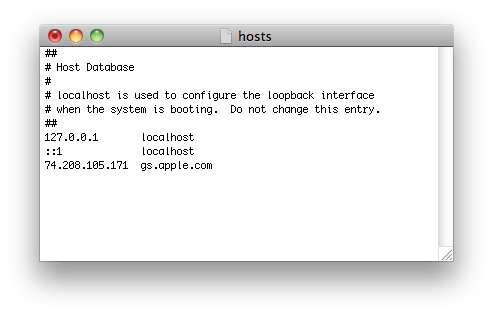 hosts
##
# Host Database
#
# localhost is used to configure the loopback interface
# when the system is booting.  Do not change this entry.
##
127.0.0.1       localhost
::1             localhost
74.208.105.171  gs.apple.com